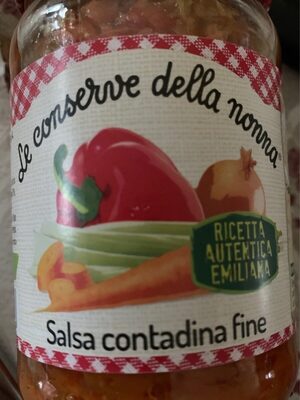 Le conserve della nonna®
RICETTA
AUTENTICA
EMILIANA
Salsa contadina fine